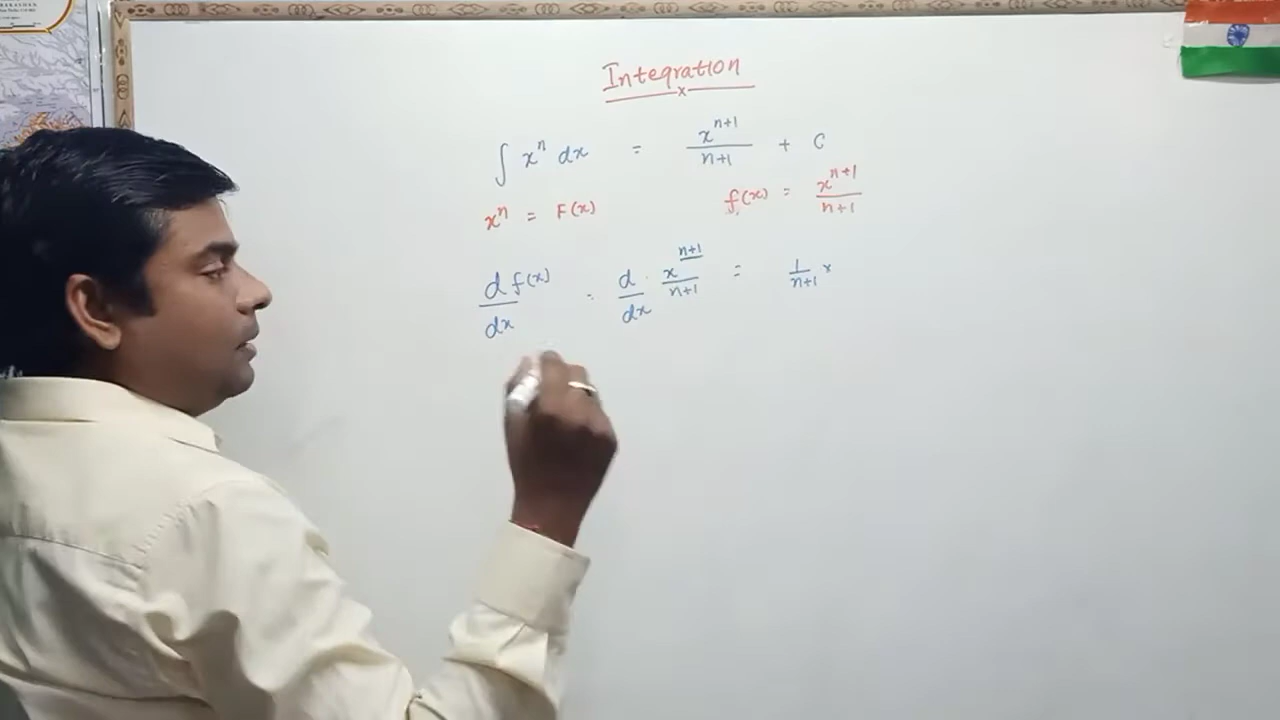 Integration
∫ xⁿ dx = xⁿ⁺¹/n+1 + C
xⁿ = F(x) f(x) = xⁿ⁺¹/n+1
d/dx f(x) = d/dx · xⁿ⁺¹/n+1 = 1/n+1 ×